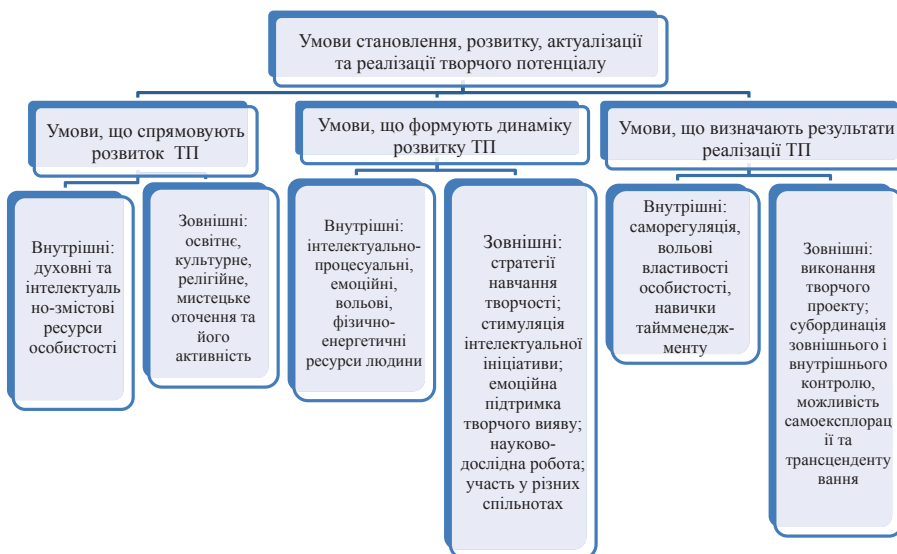 Умови становлення, розвитку, актуалізації
та реалізації творчого потенціалу
Умови, що спрямовують
розвиток ТП
Умови, що формують динаміку
розвитку ТП
Умови, що визначають результати
реалізації ТП
Внутрішні:
духовні та
інтелектуаль
но-змістові
ресурси
особистості
Зовнішні:
освітнє,
культурне,
релігійне,
мистецьке
оточення та
його
активність
Внутрішні:
інтелектуально-
процесуальні,
емоційні,
вольові,
фізично-
енергетичні
ресурси людини
Зовнішні:
стратегії
навчання
творчості;
стимуляція
інтелектуальної
ініціативи;
емоційна
підтримка
творчого вияву;
науково-
дослідна робота;
участь у різних
спільнотах
Внутрішні:
саморегуляція,
вольові
властивості
особистості,
навички
таймменедж-
менту
Зовнішні:
виконання
творчого
проекту;
субординація
зовнішнього і
внутрішнього
контролю,
можливість
самоексплорац
ії та
трансценденту
вання